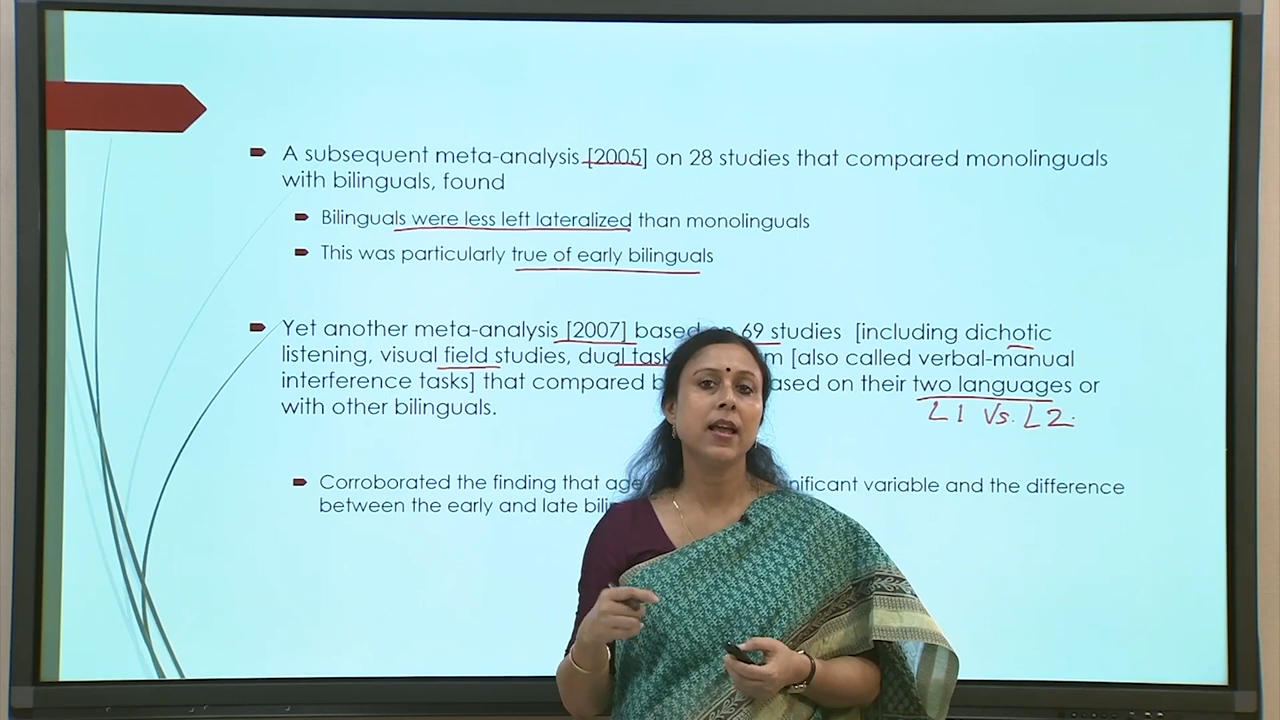 A subsequent meta-analysis [2005] on 28 studies that compared monolinguals
with bilinguals, found
Bilinguals were less left lateralized than monolinguals
This was particularly true of early bilinguals
Yet another meta-analysis [2007] based on 69 studies [including dichotic
listening, visual field studies, dual task [also called verbal-manual
interference tasks] that compared based on their two languages or
L1 Vs. L2.
with other bilinguals.
Corroborated the finding that age variable and the difference
between the early and late